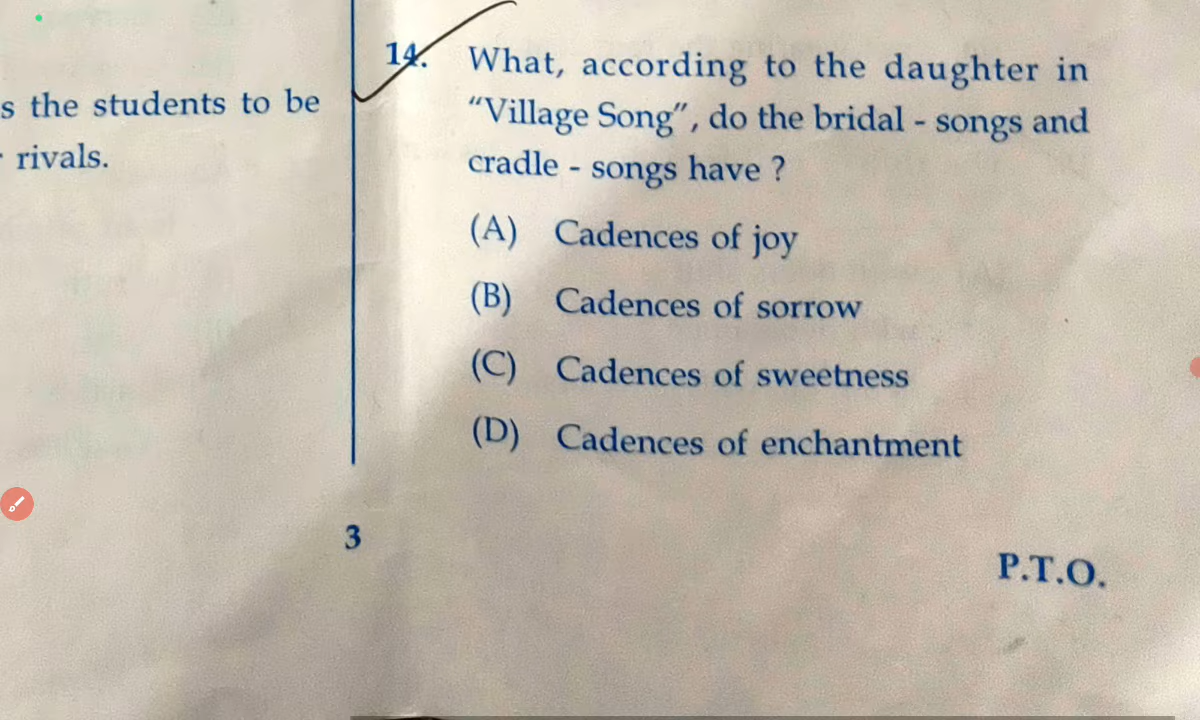 s the students to be
rivals.
14. What, according to the daughter in
"Village Song", do the bridal - songs and
cradle - songs have ?
(A) Cadences of joy
(B) Cadences of sorrow
(C) Cadences of sweetness
(D) Cadences of enchantment
3
P.T.O.